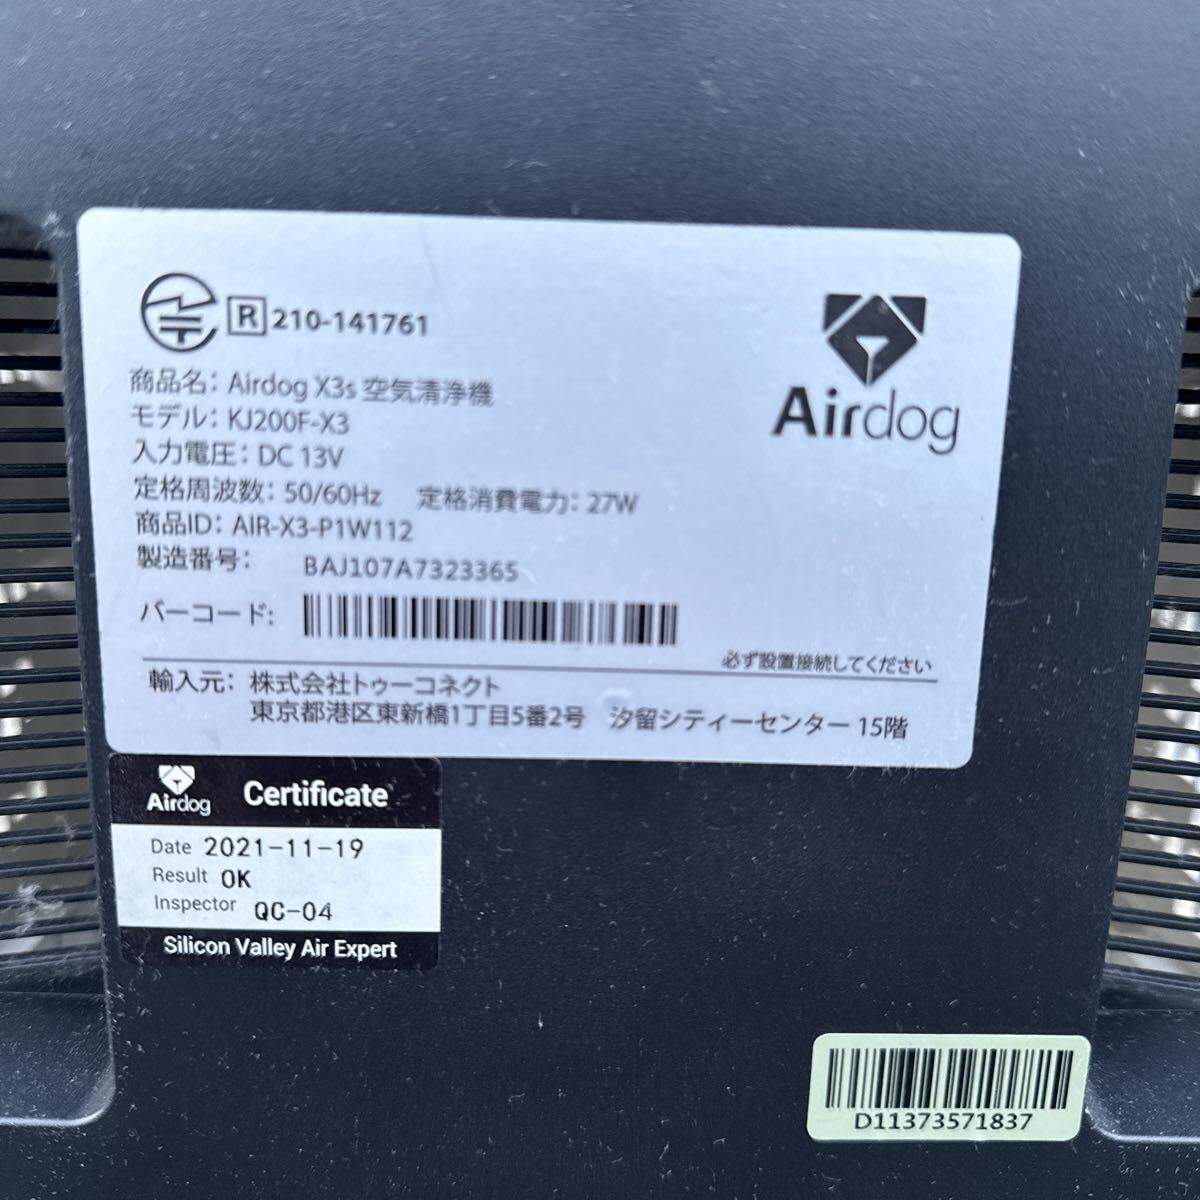 R 210-141761
Airdog
商品名: Airdog X3s 空気清浄機
モデル: KJ200F-X3
入力電圧: DC 13V
定格周波数: 50/60Hz 定格消費電力: 27W
商品ID: AIR-X3-P1W112
製造番号: BAJ107A7323365
バーコード:
必ず設置接続してください
輸入元: 株式会社トゥーコネクト
東京都港区東新橋1丁目5番2号 汐留シティーセンター 15階
Airdog Certificate
Date 2021-11-19
Result OK
Inspector QC-04
Silicon Valley Air Expert
D11373571837